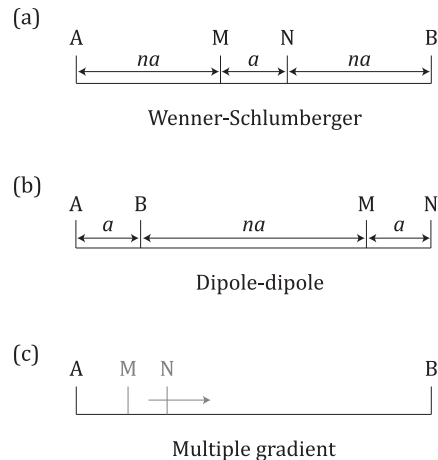 (a)
A M N B
na a na
Wenner-Schlumberger
(b)
A B M N
a na a
Dipole-dipole
(c)
A M N B
Multiple gradient